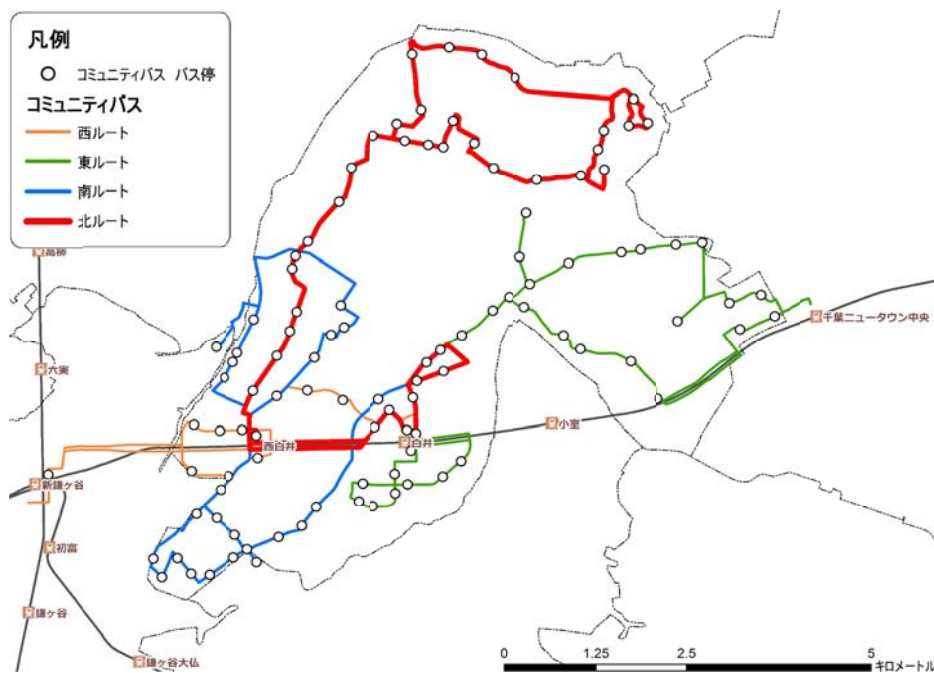 凡例
コミュニティバス バス停
コミュニティバス
西ルート
東ルート
南ルート
北ルート
高柳
千葉ニュータウン中央
六実
小室
西白井
白井
新鎌ヶ谷
初富
鎌ヶ谷
鎌ヶ谷大仏
0 1.25 2.5 5
キロメートル